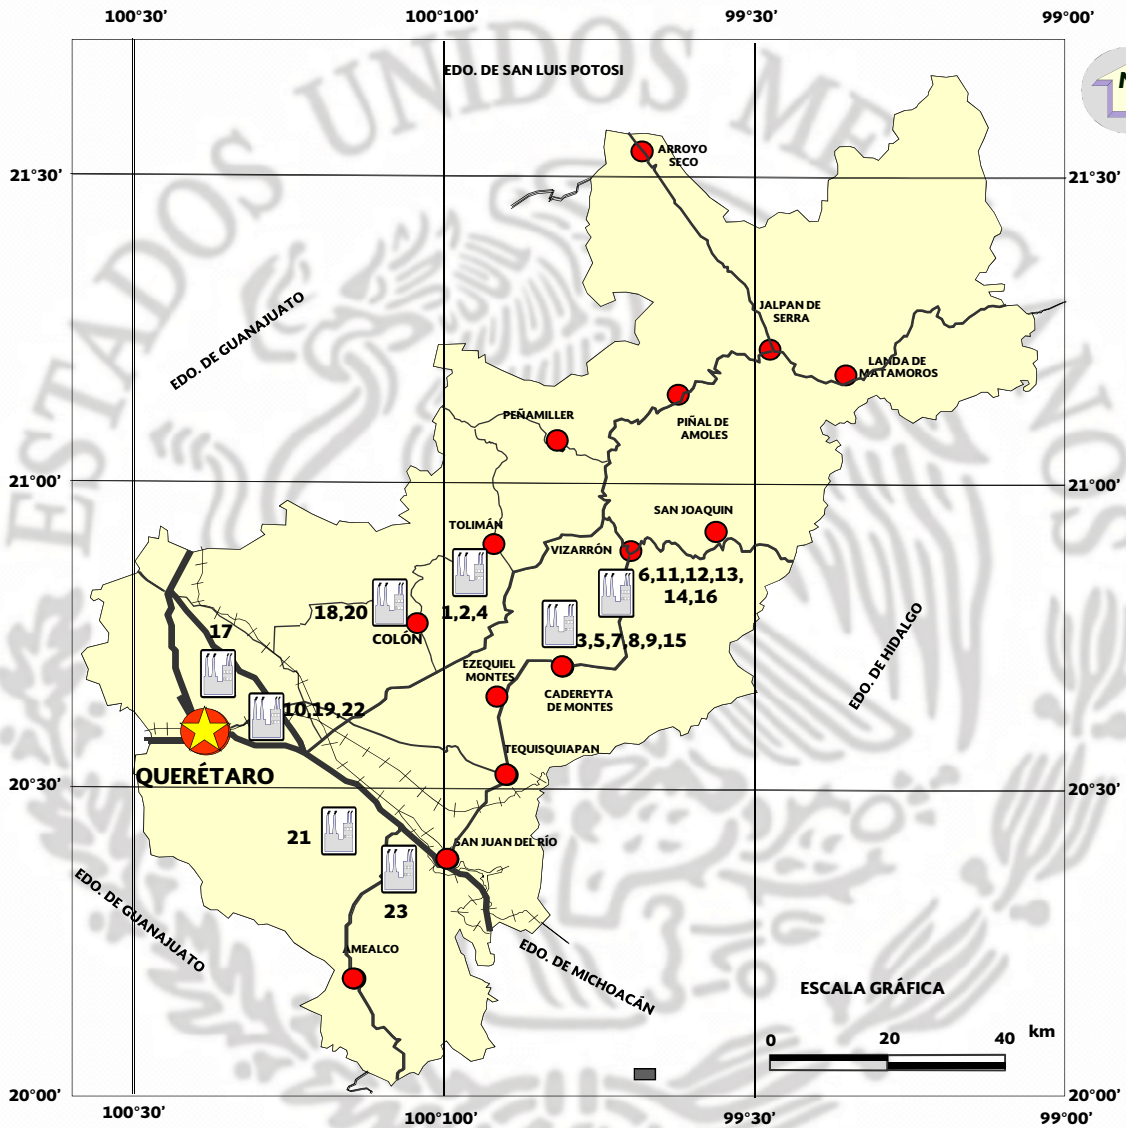 100°30’
100°100’
99°30’
99°00’
EDO. DE SAN LUIS POTOSI
N
ESTADOS UNIDOS MEXICANOS
ARROYO
SECO
21°30’
21°30’
EDO. DE GUANAJUATO
JALPAN DE
SERRA
LANDA DE
MATAMOROS
PEÑAMILLER
PIÑAL DE
AMOLES
21°00’
21°00’
SAN JOAQUIN
TOLIMÁN
VIZARRÓN
6,11,12,13,
14,16
18,20
1,2,4
COLÓN
17
3,5,7,8,9,15
EZEQUIEL
MONTES
CADEREYTA
DE MONTES
EDO. DE HIDALGO
10,19,22
TEQUISQUIAPAN
QUERÉTARO
20°30’
20°30’
21
SAN JUAN DEL RÍO
23
EDO. DE GUANAJUATO
AMEALCO
EDO. DE MICHOACÁN
ESCALA GRÁFICA
0
20
40
km
20°00’
20°00’
100°30’
100°100’
99°30’
99°00’